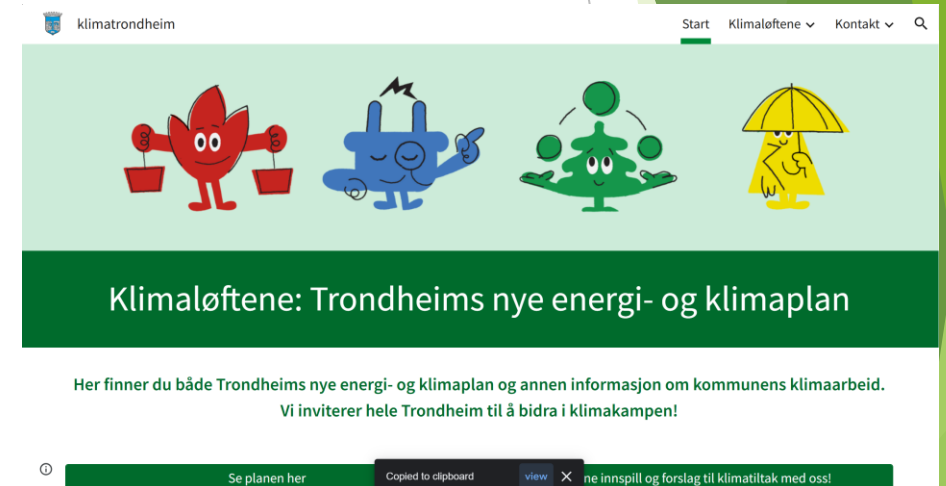 klimatrondheim
Start
Klimaløftene
Kontakt
Klimaløftene: Trondheims nye energi- og klimaplan
Her finner du både Trondheims nye energi- og klimaplan og annen informasjon om kommunens klimaarbeid.
Vi inviterer hele Trondheim til å bidra i klimakampen!
Se planen her
Copied to clipboard
view
innspill og forslag til klimatiltak med oss!